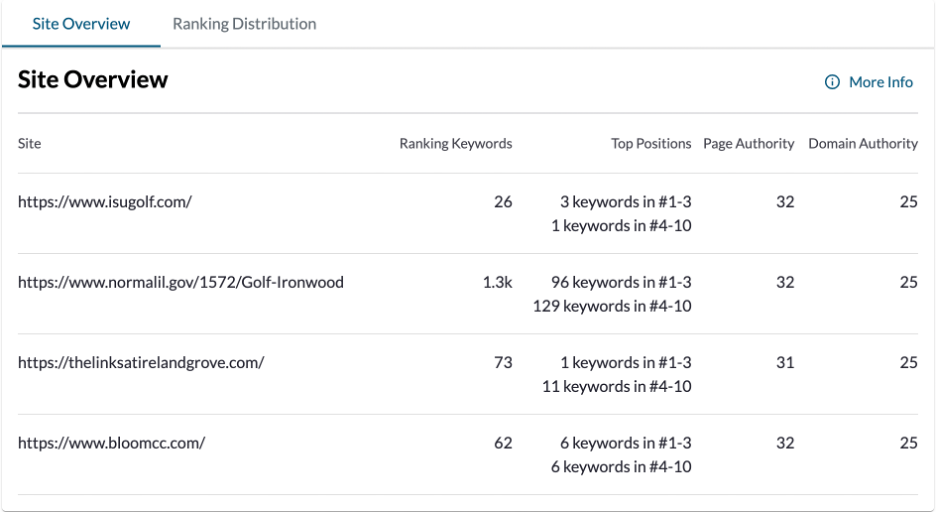 Site Overview Ranking Distribution
Site Overview More Info
Site Ranking Keywords Top Positions Page Authority Domain Authority
https://www.isugolf.com/ 26 3 keywords in #1-3 32 25
1 keywords in #4-10
https://www.normalil.gov/1572/Golf-Ironwood 1.3k 96 keywords in #1-3 32 25
129 keywords in #4-10
https://thelinksatirelandgrove.com/ 73 1 keywords in #1-3 31 25
11 keywords in #4-10
https://www.bloomcc.com/ 62 6 keywords in #1-3 32 25
6 keywords in #4-10